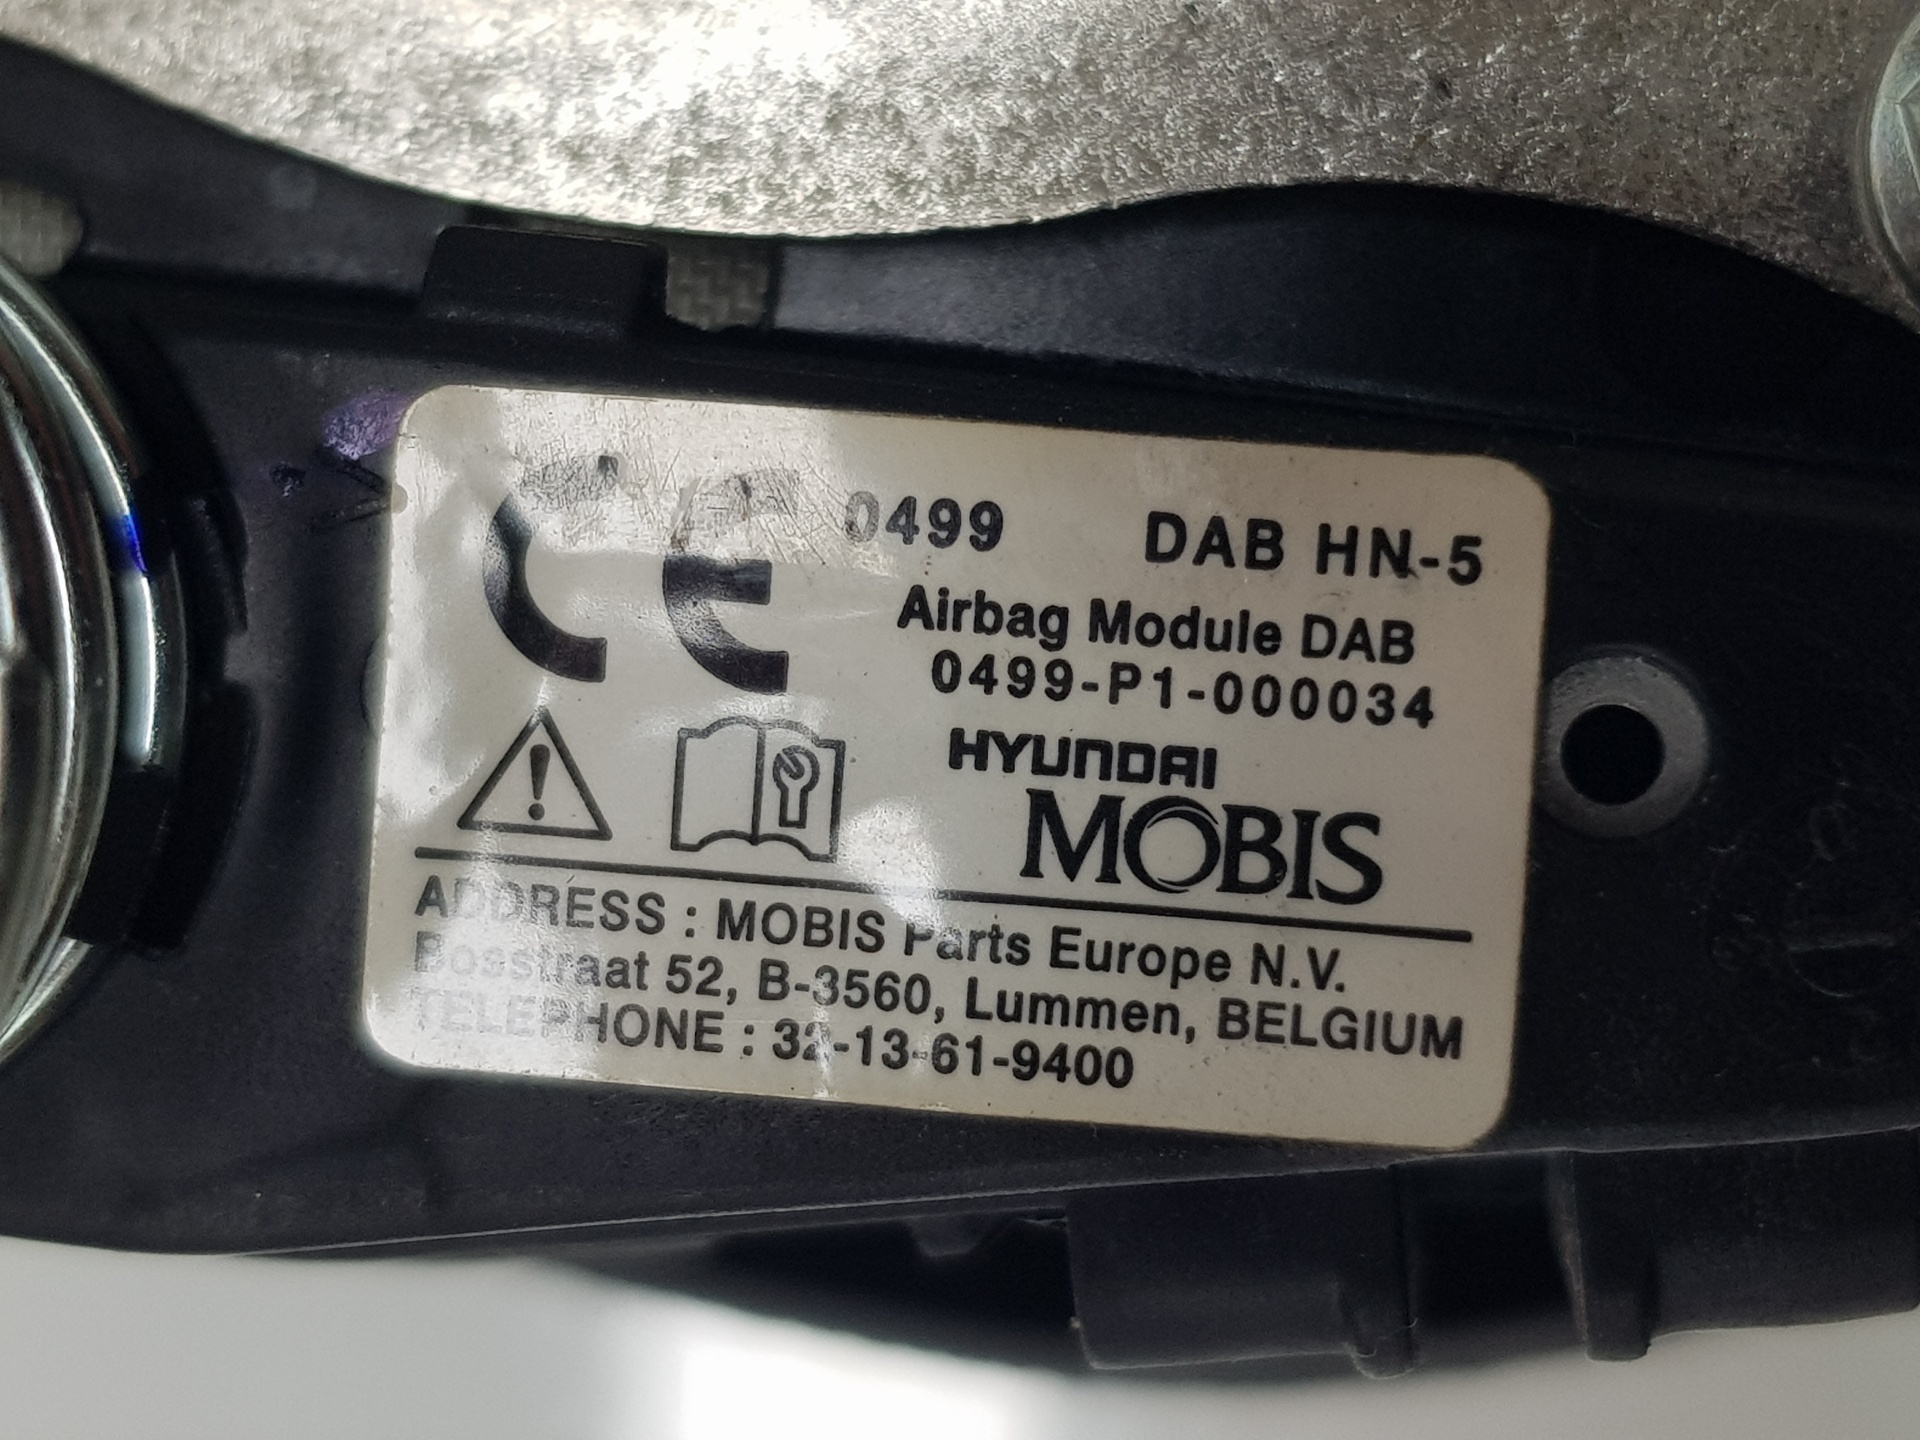 CE 0499 DAB HN-5
Airbag Module DAB
0499-P1-000034
HYUNDAI
MOBIS
ADDRESS : MOBIS Parts Europe N.V.
Bosstraat 52, B-3560, Lummen, BELGIUM
TELEPHONE : 32-13-61-9400